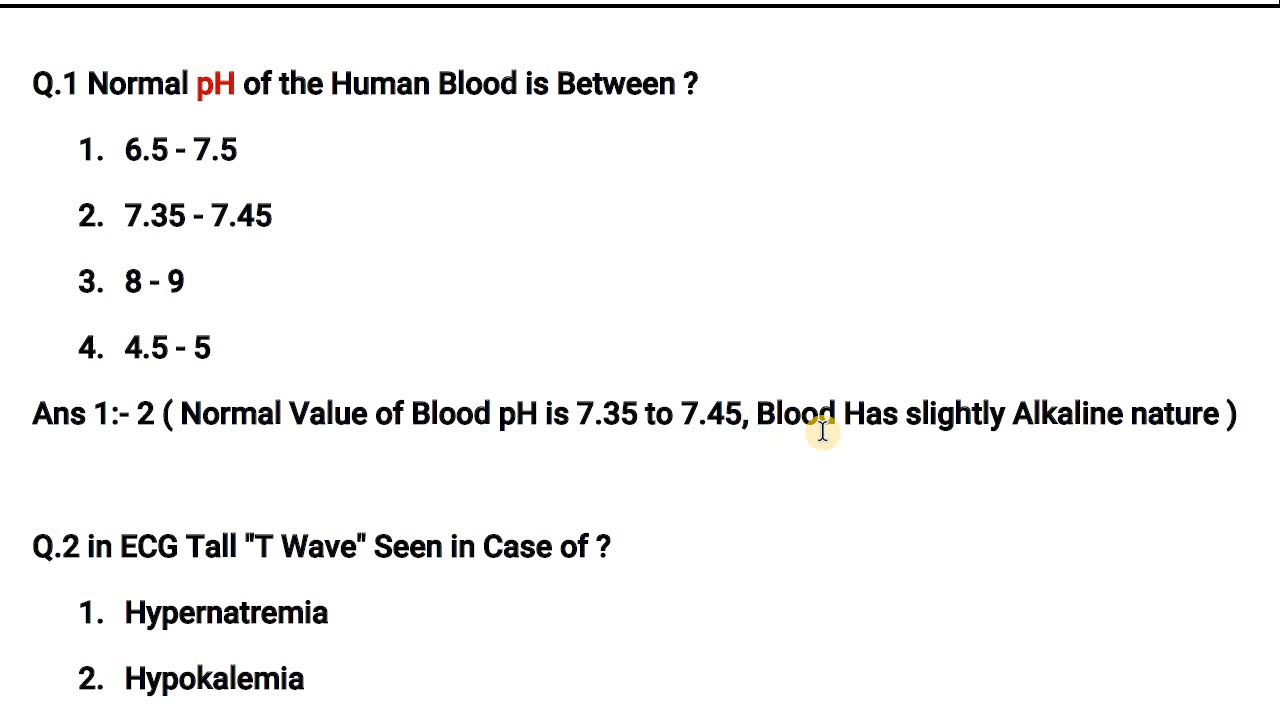 Q.1 Normal pH of the Human Blood is Between ?
1. 6.5 - 7.5
2. 7.35 - 7.45
3. 8 - 9
4. 4.5 - 5
Ans 1:- 2 ( Normal Value of Blood pH is 7.35 to 7.45, Blood Has slightly Alkaline nature )
Q.2 in ECG Tall "T Wave" Seen in Case of ?
1. Hypernatremia
2. Hypokalemia